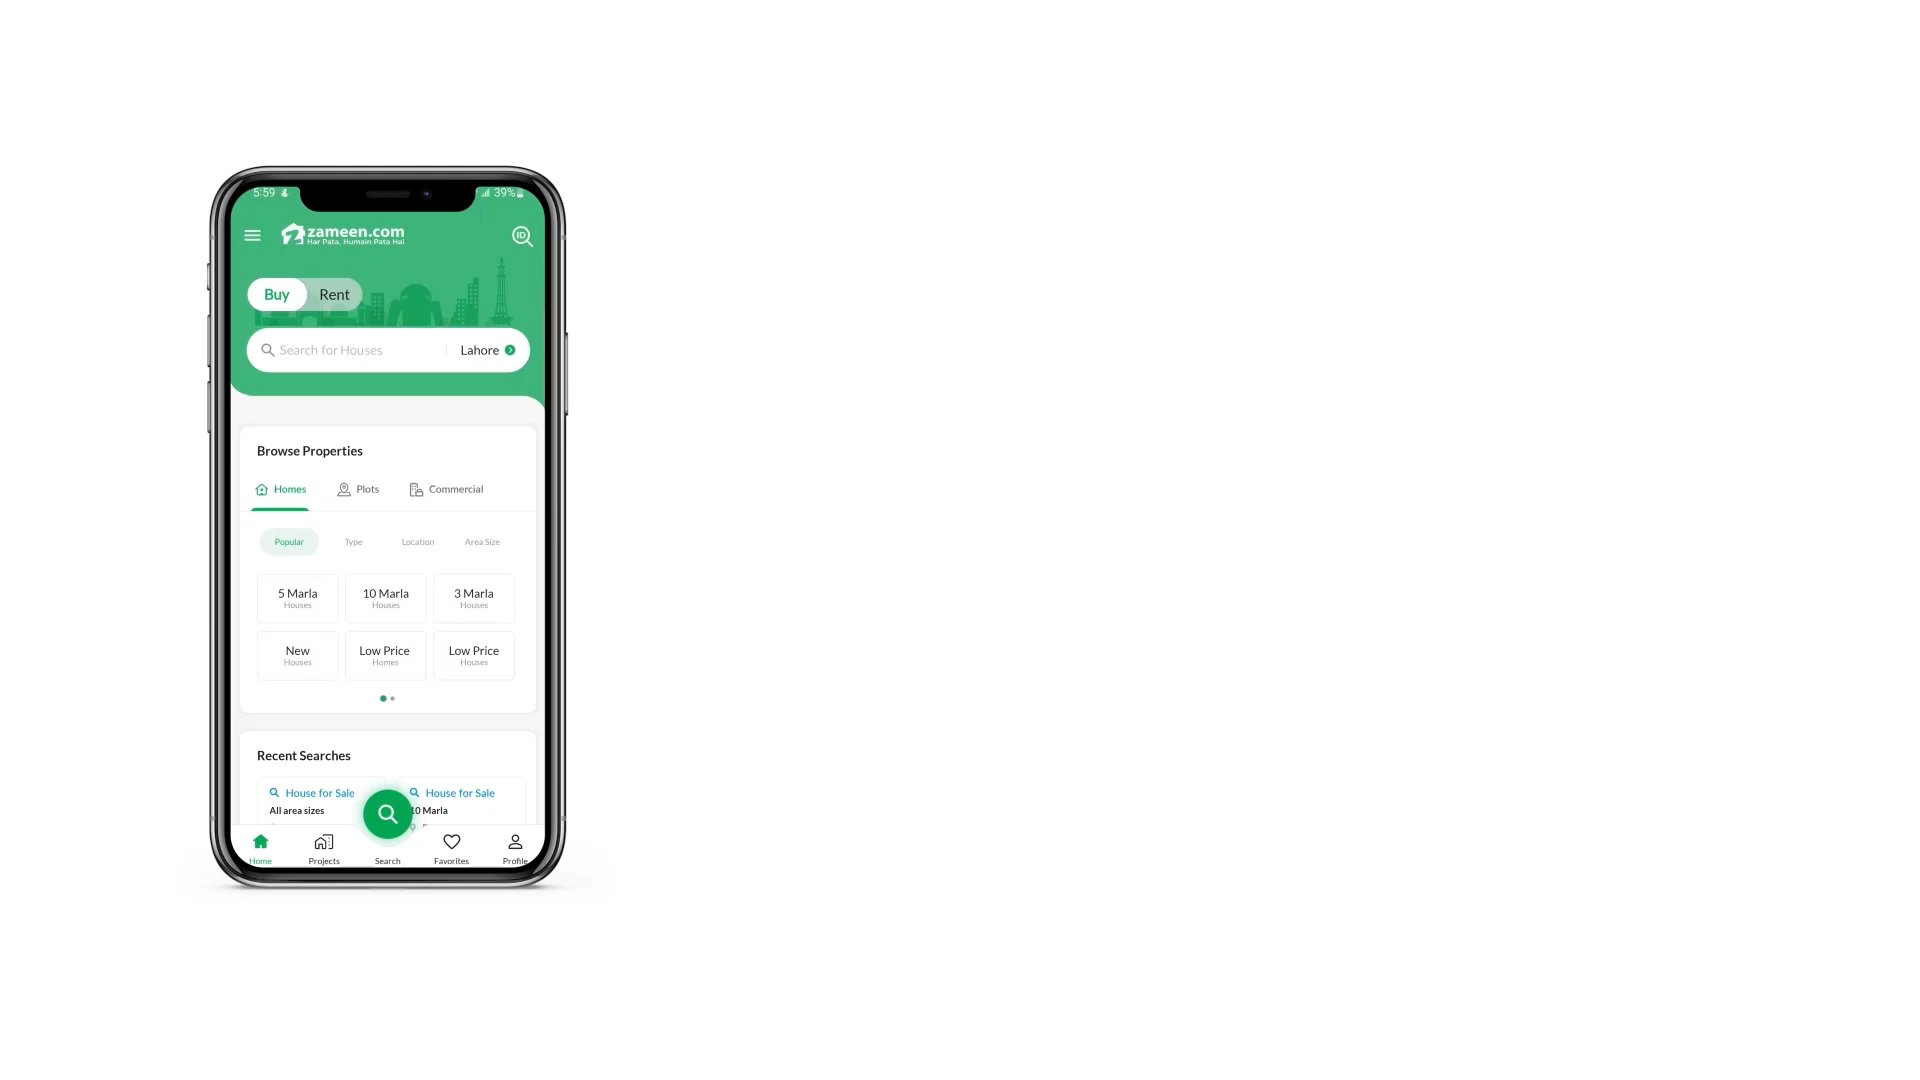 5:59
39%
zameen.com
Har Pata, Humain Pata Hai
ID
Buy
Rent
Search for Houses
Lahore
Browse Properties
Homes
Plots
Commercial
Popular
Type
Location
Area Size
5 Marla
Houses
10 Marla
Houses
3 Marla
Houses
New
Houses
Low Price
Homes
Low Price
Houses
Recent Searches
House for Sale
All area sizes
House for Sale
10 Marla
Home
Projects
Search
Favorites
Profile